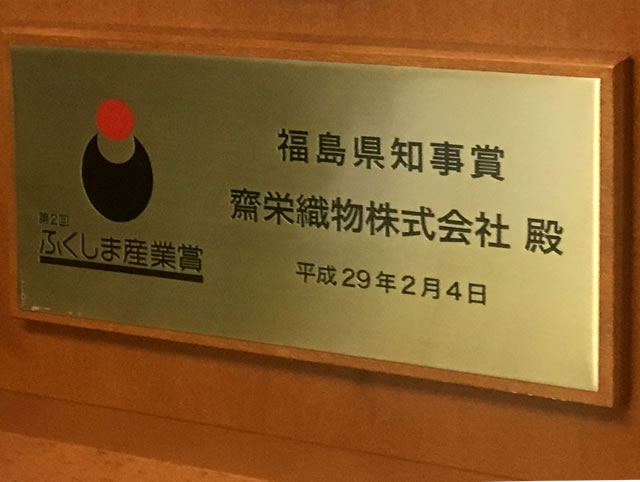 第2回
ふくしま産業賞
福島県知事賞
齋栄織物株式会社 殿
平成29年2月4日